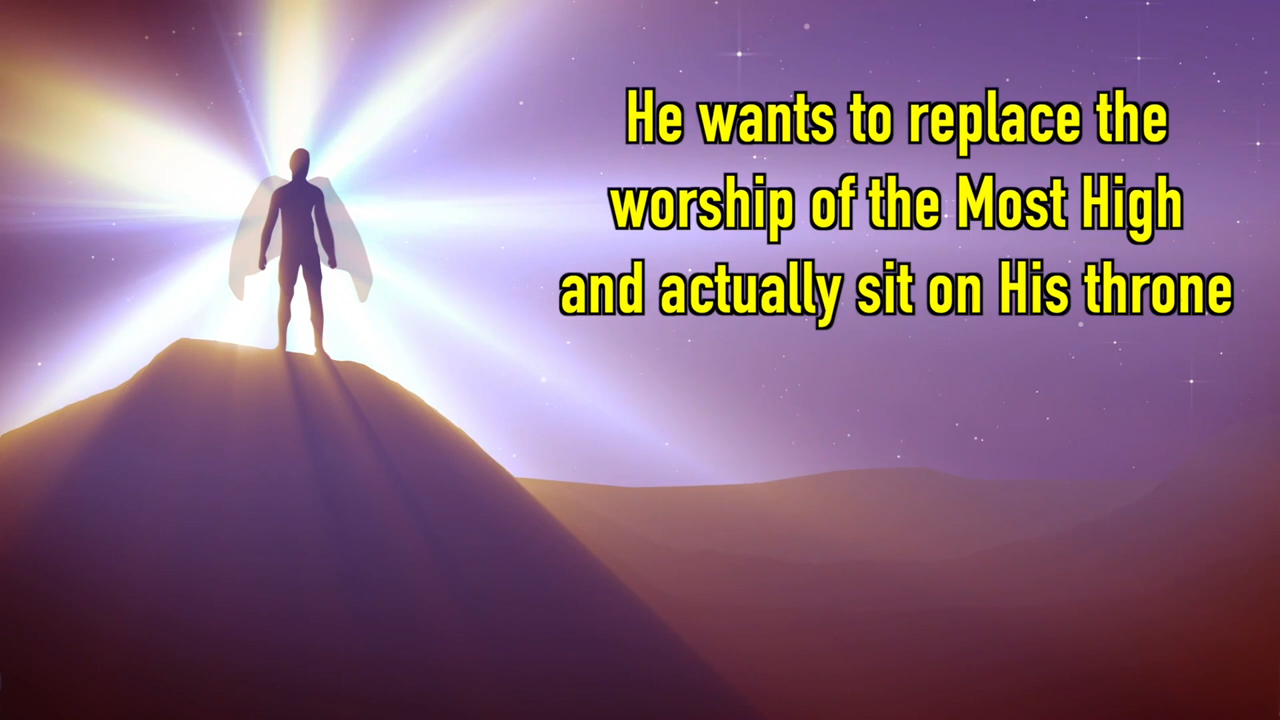 He wants to replace the
worship of the Most High
and actually sit on His throne